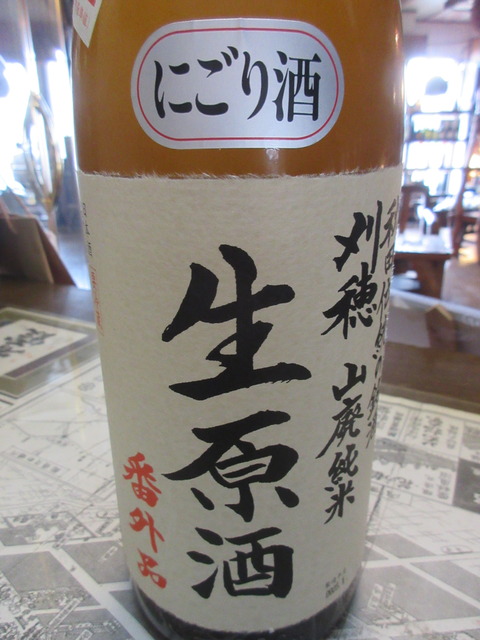 にごり酒
刈穂 山廃純米
生原酒
番外品